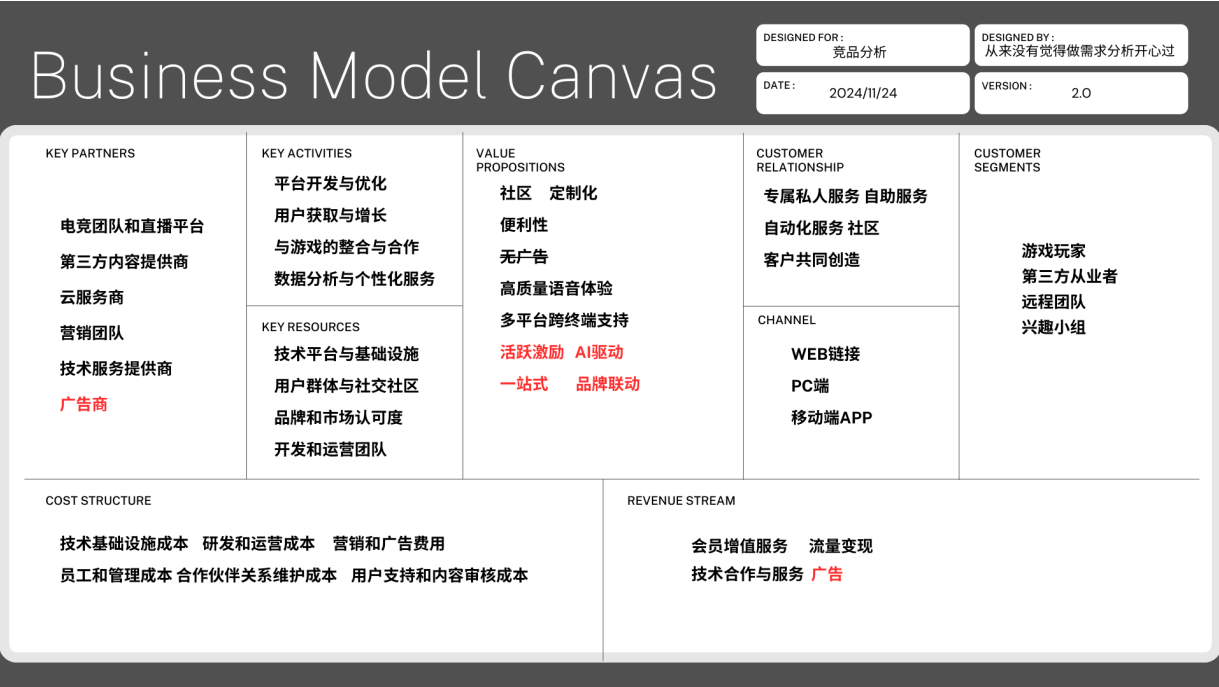 Business Model Canvas
DESIGNED FOR :
竞品分析
DESIGNED BY :
从来没有觉得做需求分析开心过
DATE :
2024/11/24
VERSION :
2.0
KEY PARTNERS
电竞团队和直播平台
第三方内容提供商
云服务商
营销团队
技术服务提供商
广告商
KEY ACTIVITIES
平台开发与优化
用户获取与增长
与游戏的整合与合作
数据分析与个性化服务
KEY RESOURCES
技术平台与基础设施
用户群体与社交社区
品牌和市场认可度
开发和运营团队
VALUE
PROPOSITIONS
社区 定制化
便利性
无广告
高质量语音体验
多平台跨终端支持
活跃激励 AI驱动
一站式 品牌联动
CUSTOMER
RELATIONSHIP
专属私人服务 自助服务
自动化服务 社区
客户共同创造
CHANNEL
WEB链接
PC端
移动端APP
CUSTOMER
SEGMENTS
游戏玩家
第三方从业者
远程团队
兴趣小组
COST STRUCTURE
技术基础设施成本 研发和运营成本 营销和广告费用
员工和管理成本 合作伙伴关系维护成本 用户支持和内容审核成本
REVENUE STREAM
会员增值服务 流量变现
技术合作与服务 广告